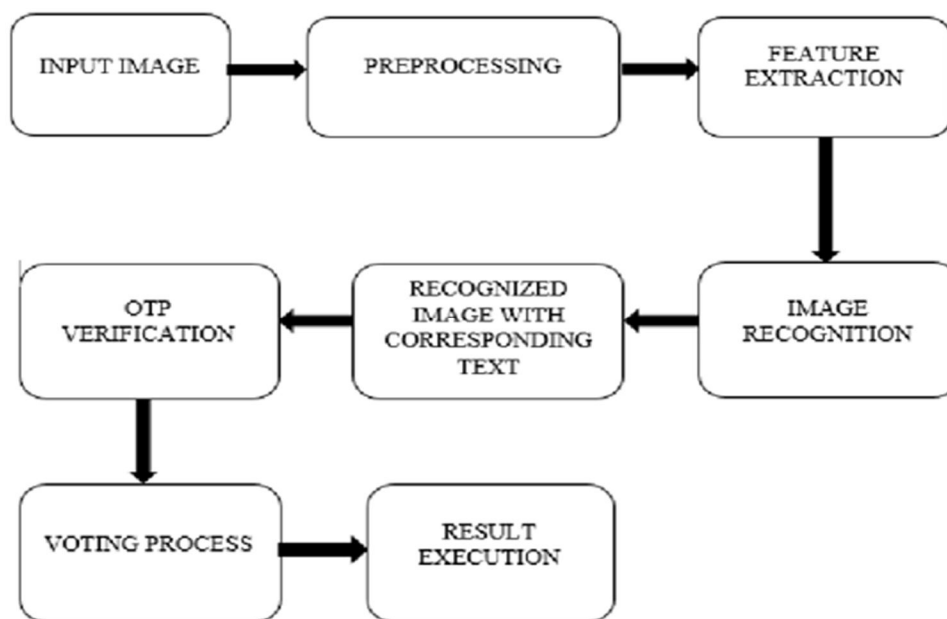 INPUT IMAGE
PREPROCESSING
FEATURE
EXTRACTION
IMAGE
RECOGNITION
RECOGNIZED
IMAGE WITH
CORRESPONDING
TEXT
OTP
VERIFICATION
VOTING PROCESS
RESULT
EXECUTION